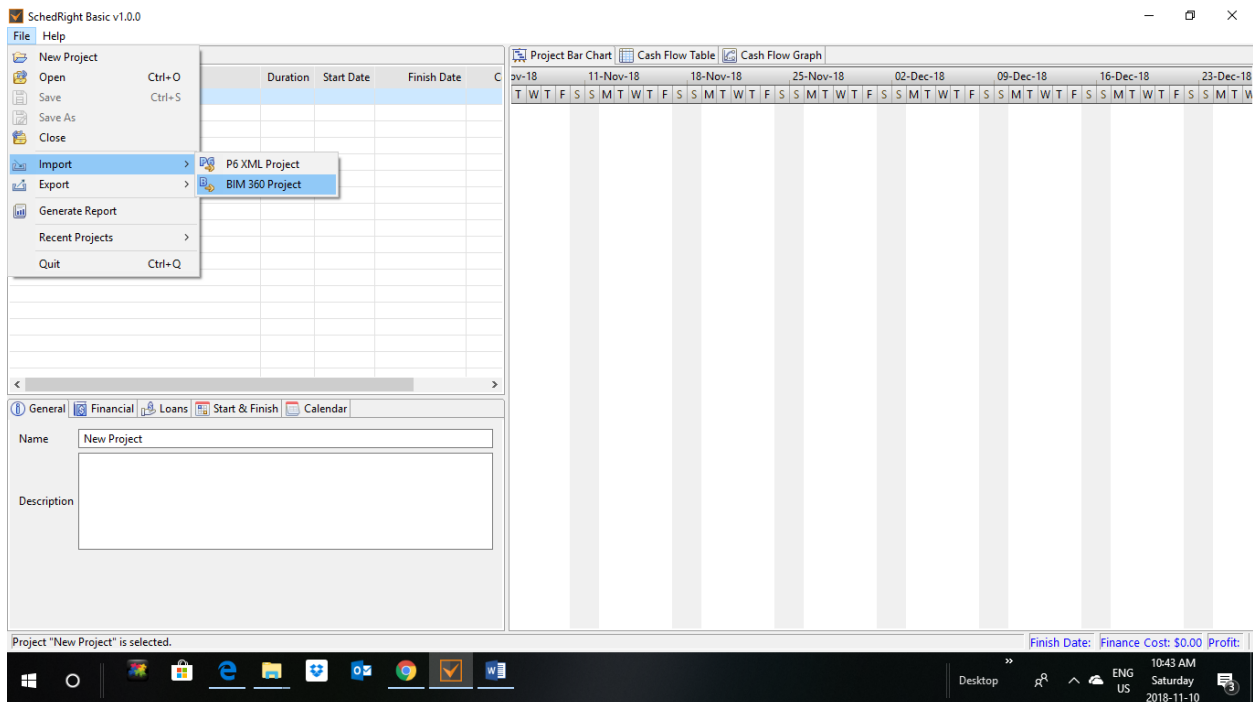 SchedRight Basic v1.0.0
File Help
New Project
Open Ctrl+O
Save Ctrl+S
Save As
Close
Import
Export
Generate Report
Recent Projects
Quit Ctrl+Q
P6 XML Project
BIM 360 Project
Duration Start Date Finish Date C
Project Bar Chart Cash Flow Table Cash Flow Graph
ov-18 11-Nov-18 18-Nov-18 25-Nov-18 02-Dec-18 09-Dec-18 16-Dec-18 23-Dec-18
T W T F S S M T W T F S S M T W T F S S M T W T F S S M T W T F S S M T W T F S S M T W T F S S M T W
General Financial Loans Start & Finish Calendar
Name New Project
Description
Project "New Project" is selected.
Finish Date: Finance Cost: $0.00 Profit:
Desktop
ENG
US
10:43 AM
Saturday
2018-11-10
3